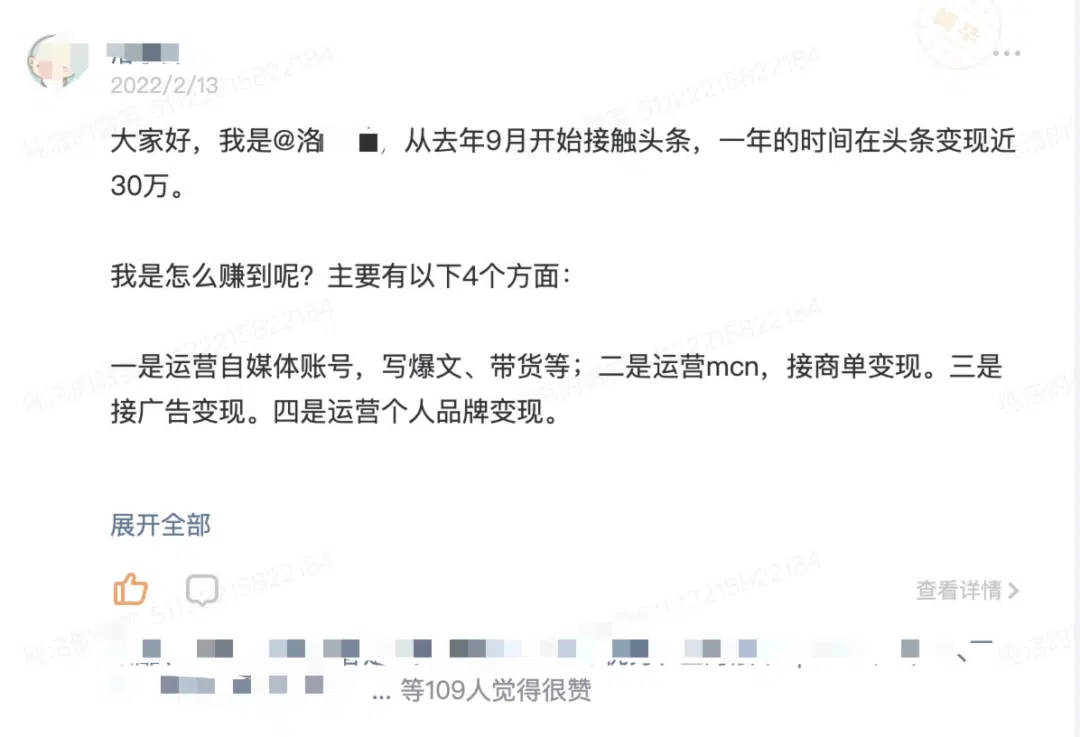 2022/2/13
大家好，我是@洛 ，从去年9月开始接触头条，一年的时间在头条变现近
30万。
我是怎么赚到呢？主要有以下4个方面：
一是运营自媒体账号，写爆文、带货等；二是运营mcn，接商单变现。三是
接广告变现。四是运营个人品牌变现。
展开全部
查看详情
... 等109人觉得很赞